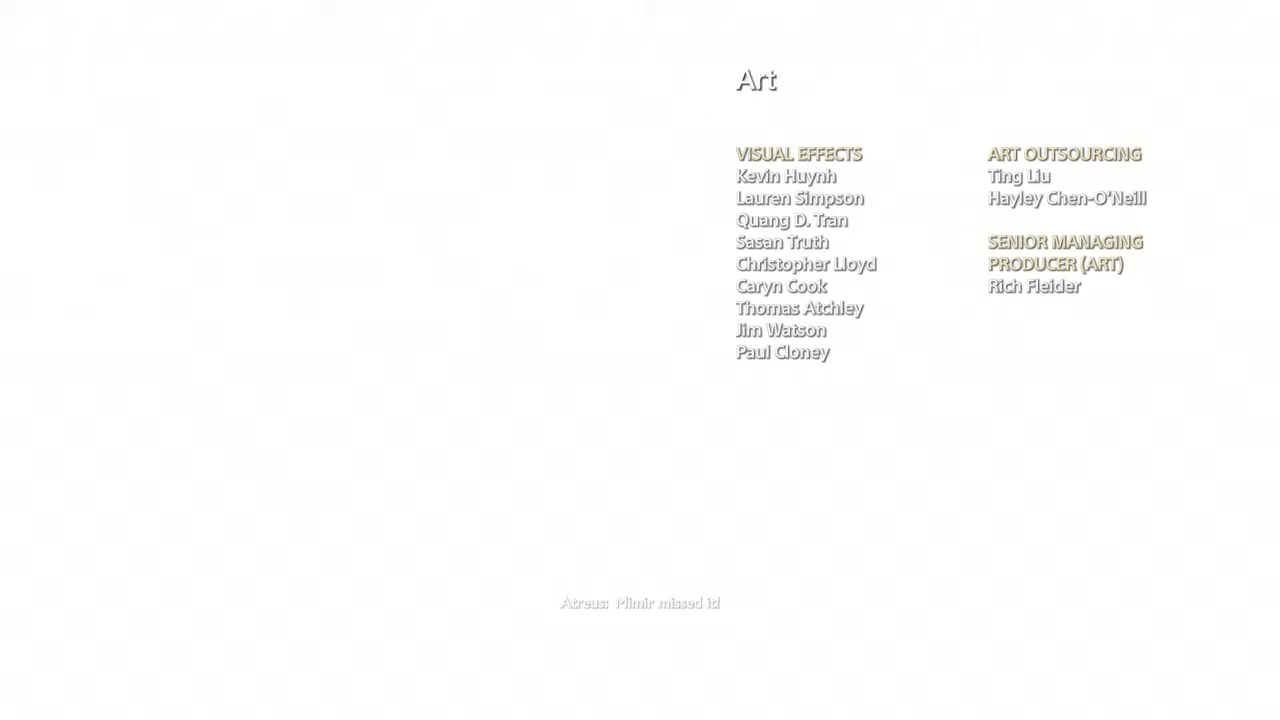 Art
VISUAL EFFECTS
Kevin Huynh
Lauren Simpson
Quang D. Tran
Sasan Truth
Christopher Lloyd
Caryn Cook
Thomas Atchley
Jim Watson
Paul Cloney
ART OUTSOURCING
Ting Liu
Hayley Chen-O'Neill
SENIOR MANAGING
PRODUCER (ART)
Rich Fleider
Atreus: Mimir missed it!